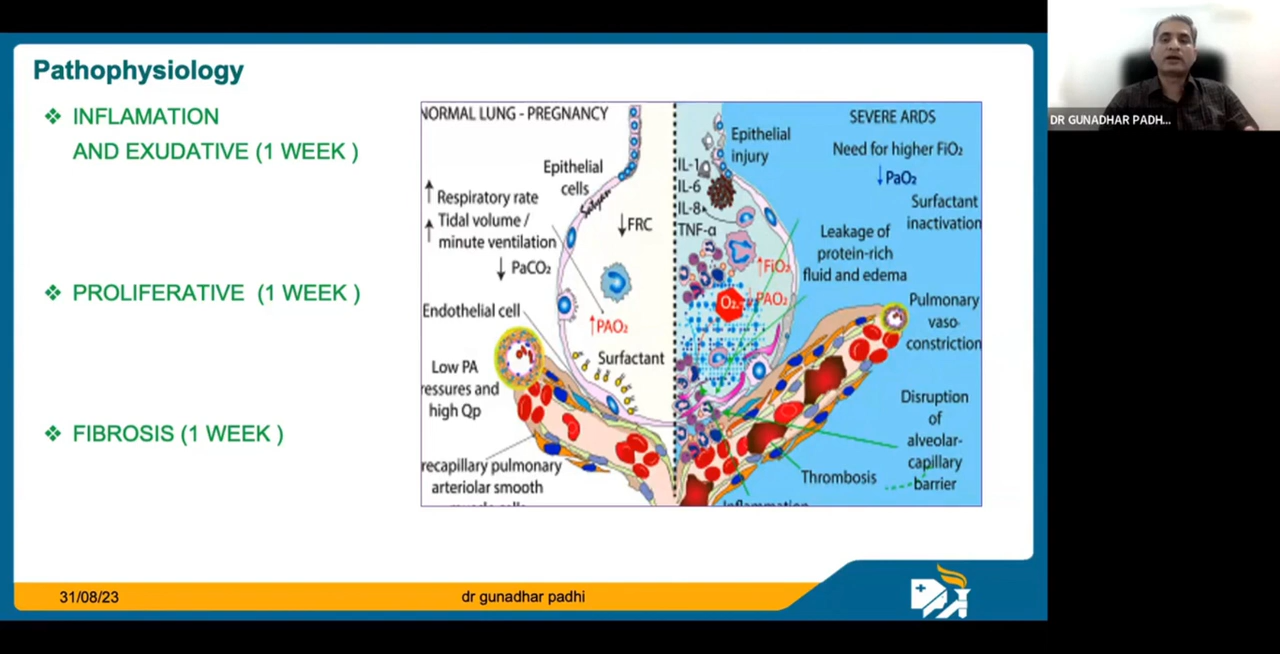 Pathophysiology
❖ INFLAMATION
AND EXUDATIVE (1 WEEK )
❖ PROLIFERATIVE (1 WEEK )
❖ FIBROSIS (1 WEEK )
NORMAL LUNG - PREGNANCY
Epithelial
cells
↑ Respiratory rate
↑ Tidal volume /
minute ventilation
↓ PaCO₂
↓FRC
Endothelial cell
↑PAO₂
Surfactant
Low PA
ressures and
high Qp
recapillary pulmonary
arteriolar smooth
SEVERE ARDS
Epithelial
injury
Need for higher FiO₂
↓PaO₂
IL-1
IL-6
IL-8
TNF-α
Surfactant
inactivation
Leakage of
protein-rich
fluid and edema
↑FiO₂
O₂
↓PAO₂
Pulmonary
vaso-
constriction
Disruption
of
alveolar-
capillary
barrier
Thrombosis
Inflammation
31/08/23
dr gunadhar padhi
DR GUNADHAR PADH...